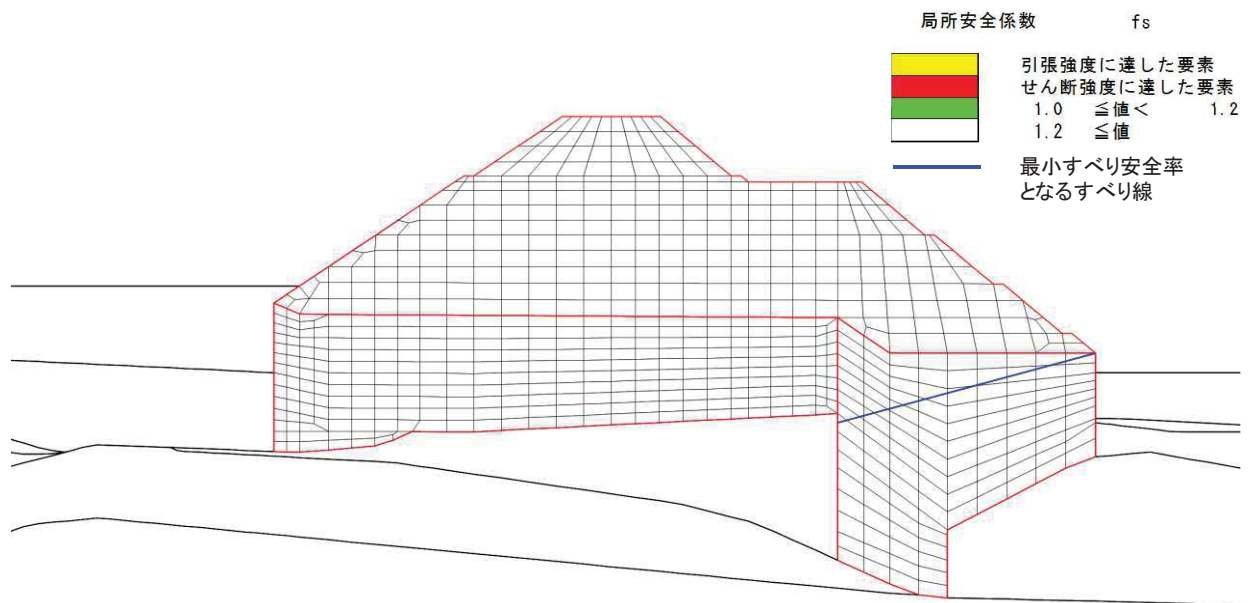 局所安全係数 fs
引張強度に達した要素
せん断強度に達した要素
1.0 ≦値< 1.2
1.2 ≦値
最小すべり安全率
となるすべり線